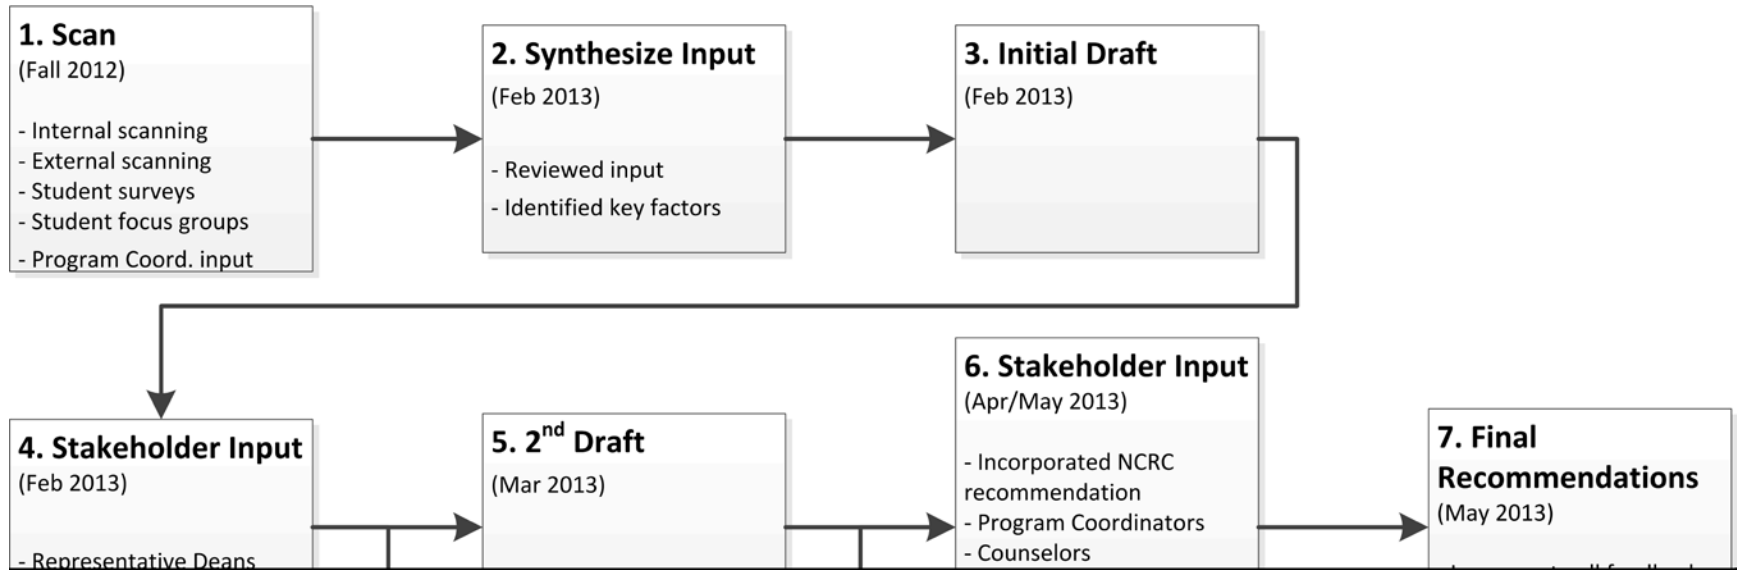 1. Scan
(Fall 2012)
- Internal scanning
- External scanning
- Student surveys
- Student focus groups
- Program Coord. input
2. Synthesize Input
(Feb 2013)
- Reviewed input
- Identified key factors
3. Initial Draft
(Feb 2013)
4. Stakeholder Input
(Feb 2013)
- Representative Deans
5. 2nd Draft
(Mar 2013)
6. Stakeholder Input
(Apr/May 2013)
- Incorporated NCRC
recommendation
- Program Coordinators
- Counselors
7. Final
Recommendations
(May 2013)